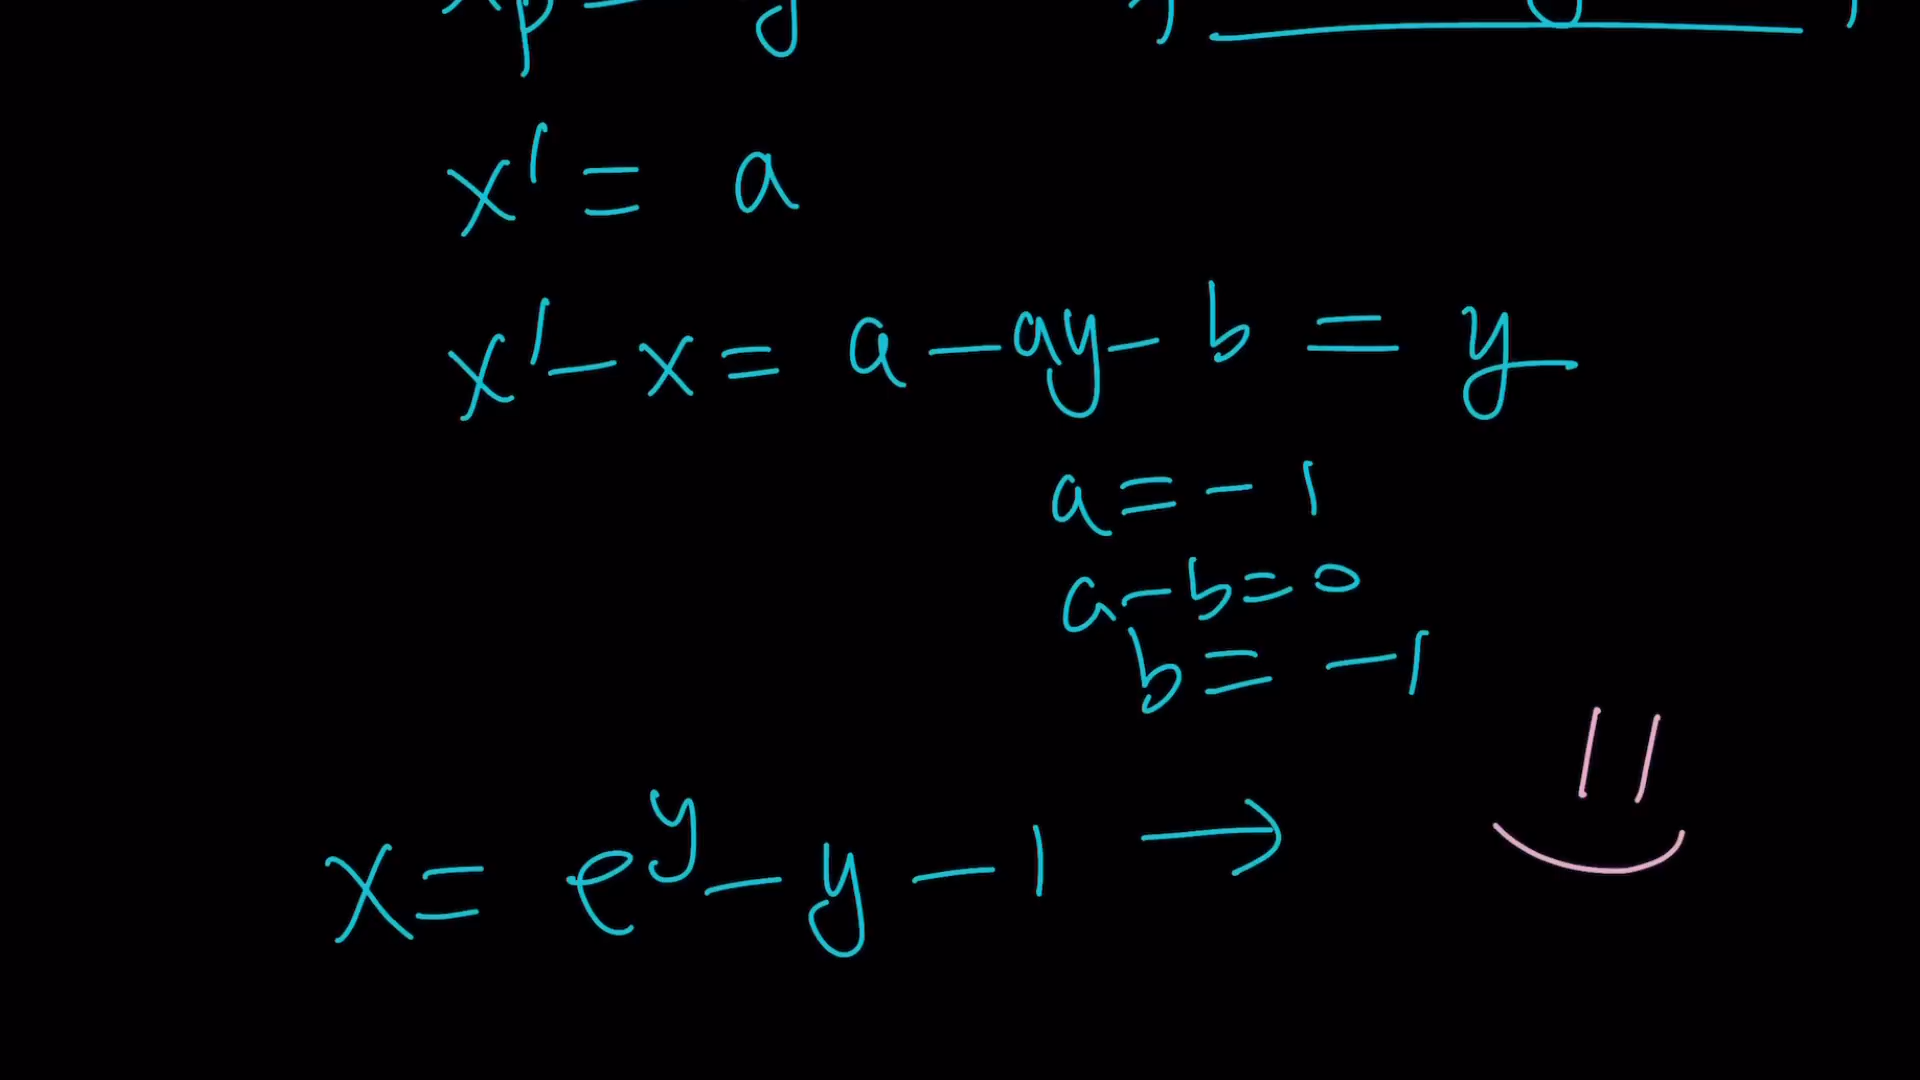 x' = a
x' - x = a - ay - b = y
a = - 1
a - b = 0
b = - 1
x = e^y - y - 1 →